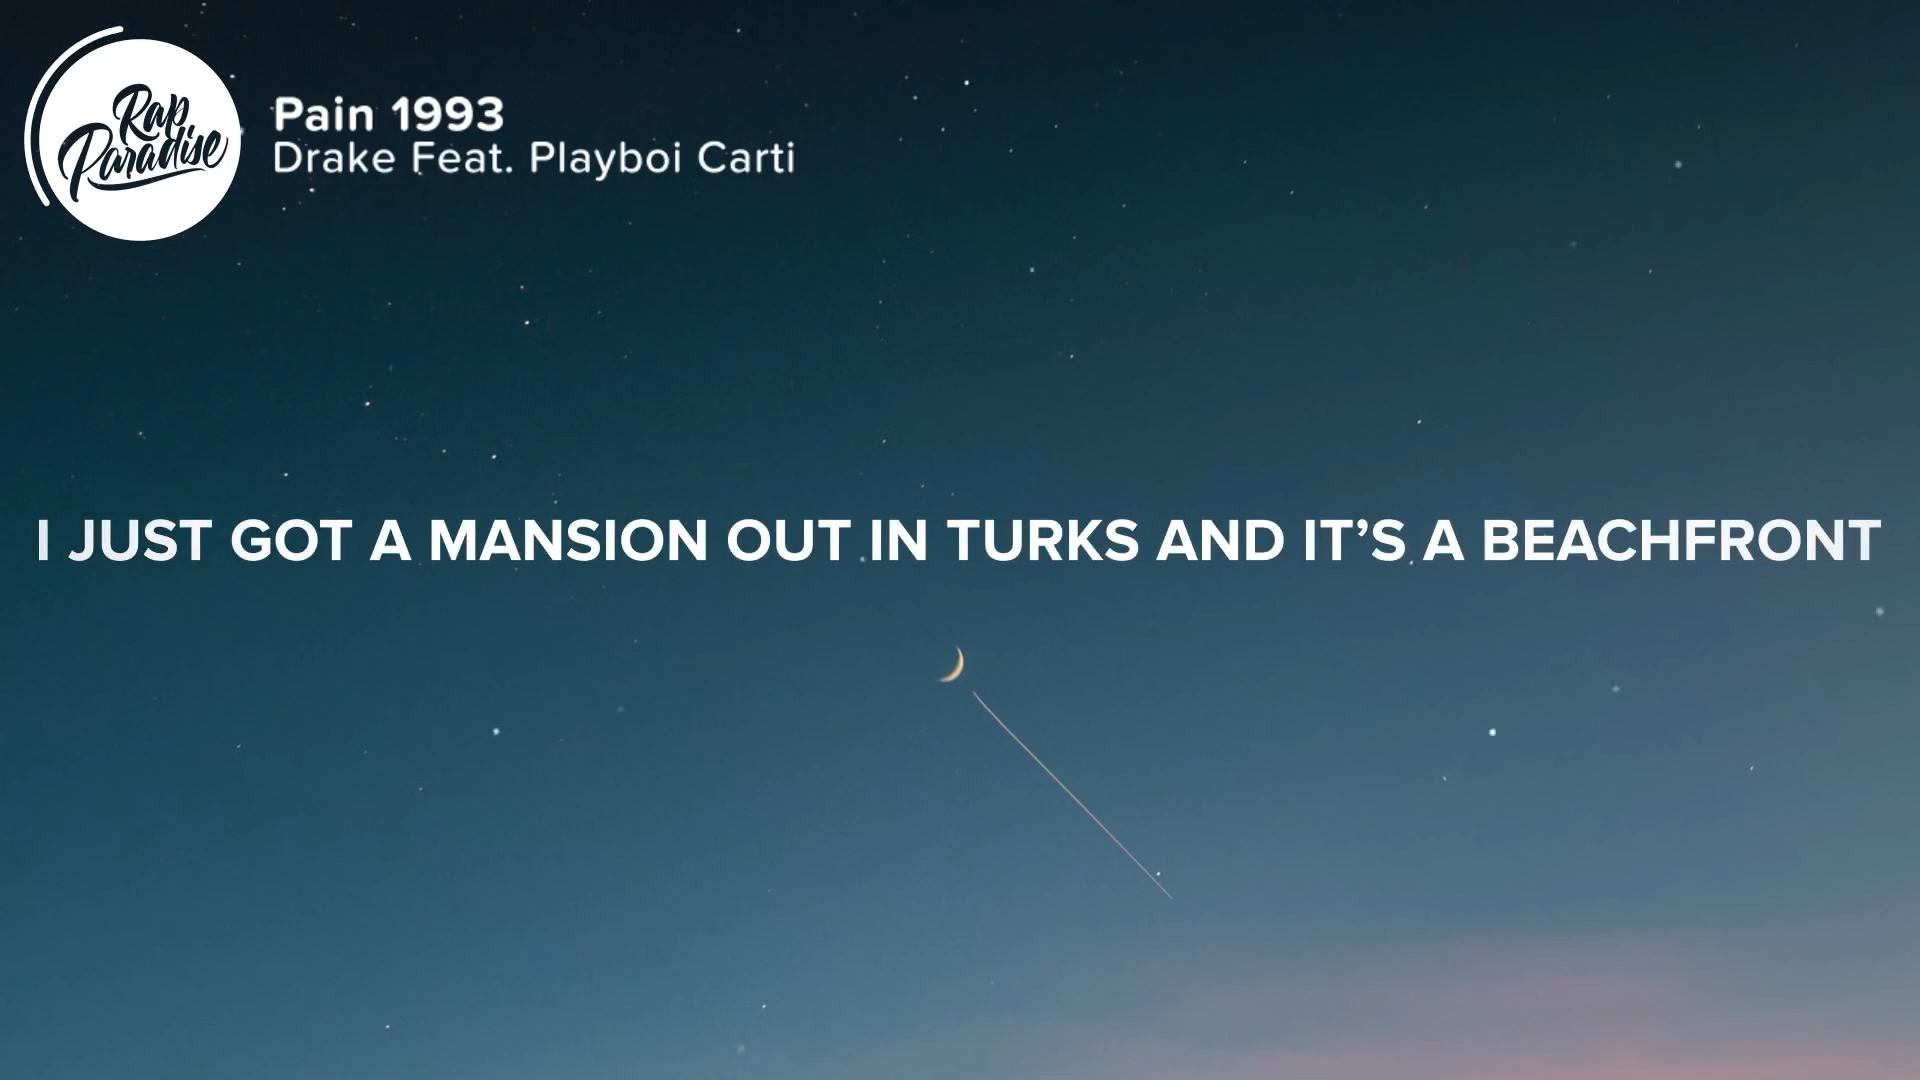 Rap
Paradise
Pain 1993
Drake Feat. Playboi Carti
I JUST GOT A MANSION OUT IN TURKS AND IT’S A BEACHFRONT